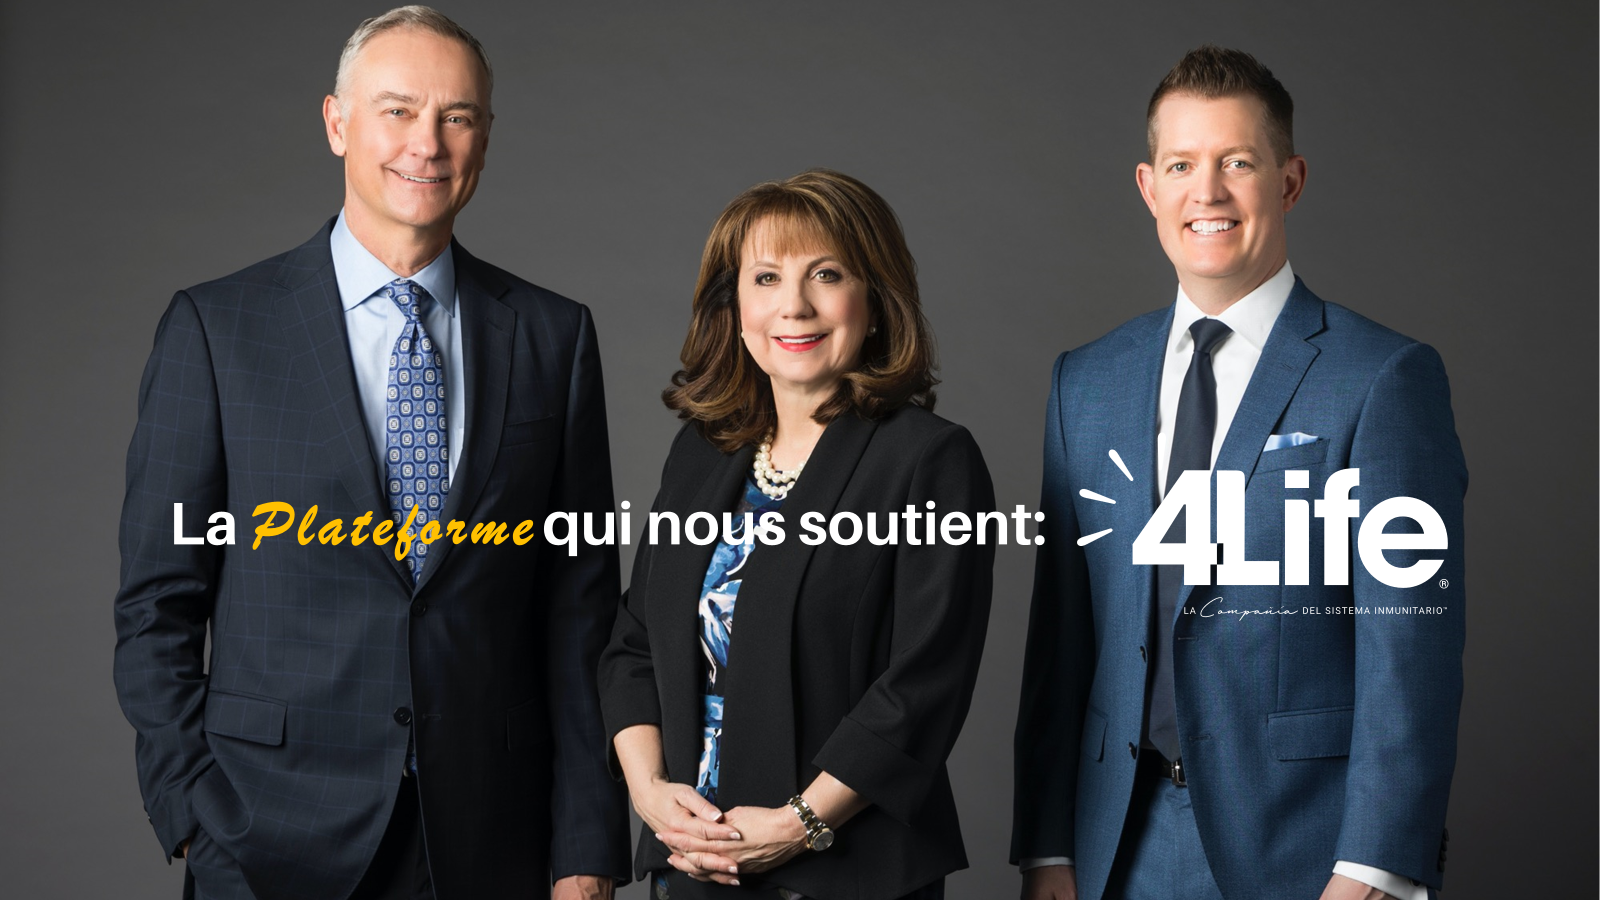 La Plateforme qui nous soutient: 4Life®
LA Compañía DEL SISTEMA INMUNITARIO™